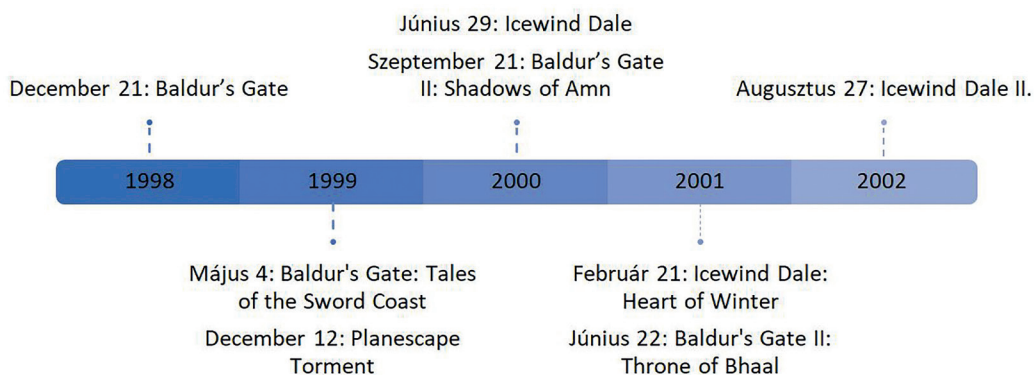 Június 29: Icewind Dale
Szeptember 21: Baldur’s Gate
II: Shadows of Amn
December 21: Baldur’s Gate
Augusztus 27: Icewind Dale II.
1998
1999
2000
2001
2002
Május 4: Baldur's Gate: Tales
of the Sword Coast
December 12: Planescape
Torment
Február 21: Icewind Dale:
Heart of Winter
Június 22: Baldur's Gate II:
Throne of Bhaal